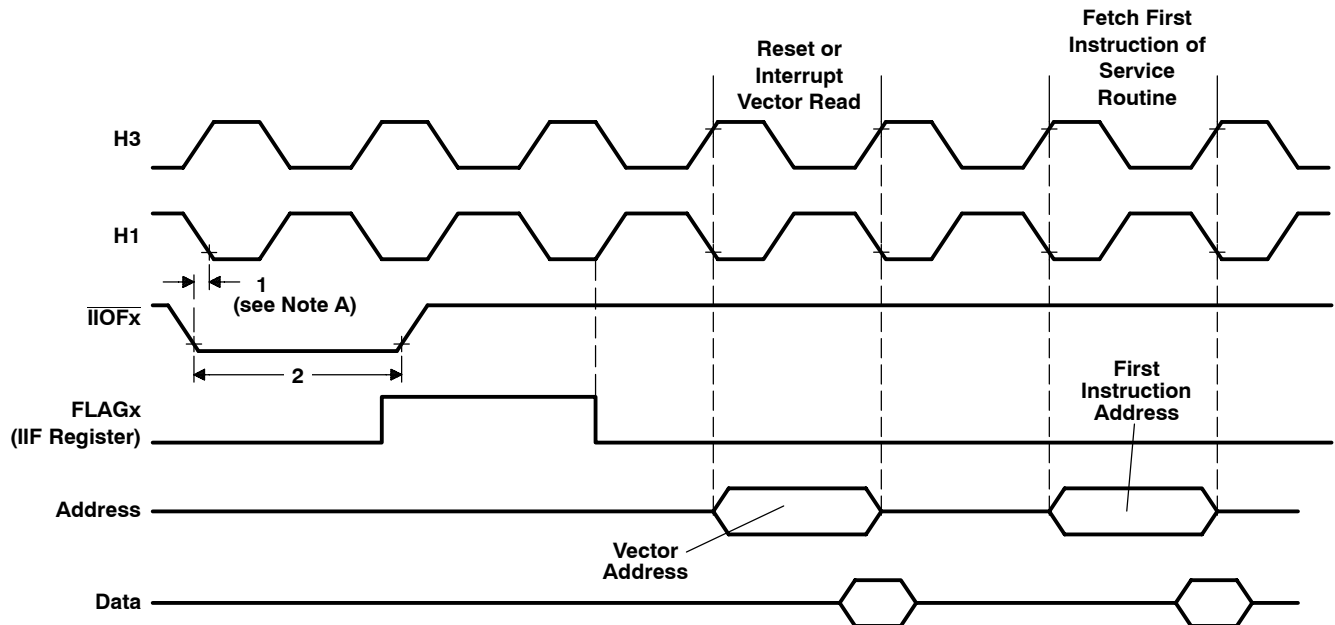 Reset or
Interrupt
Vector Read
Fetch First
Instruction of
Service
Routine
H3
H1
1
(see Note A)
IIOFx
2
FLAGx
(IIF Register)
First
Instruction
Address
Address
Vector
Address
Data